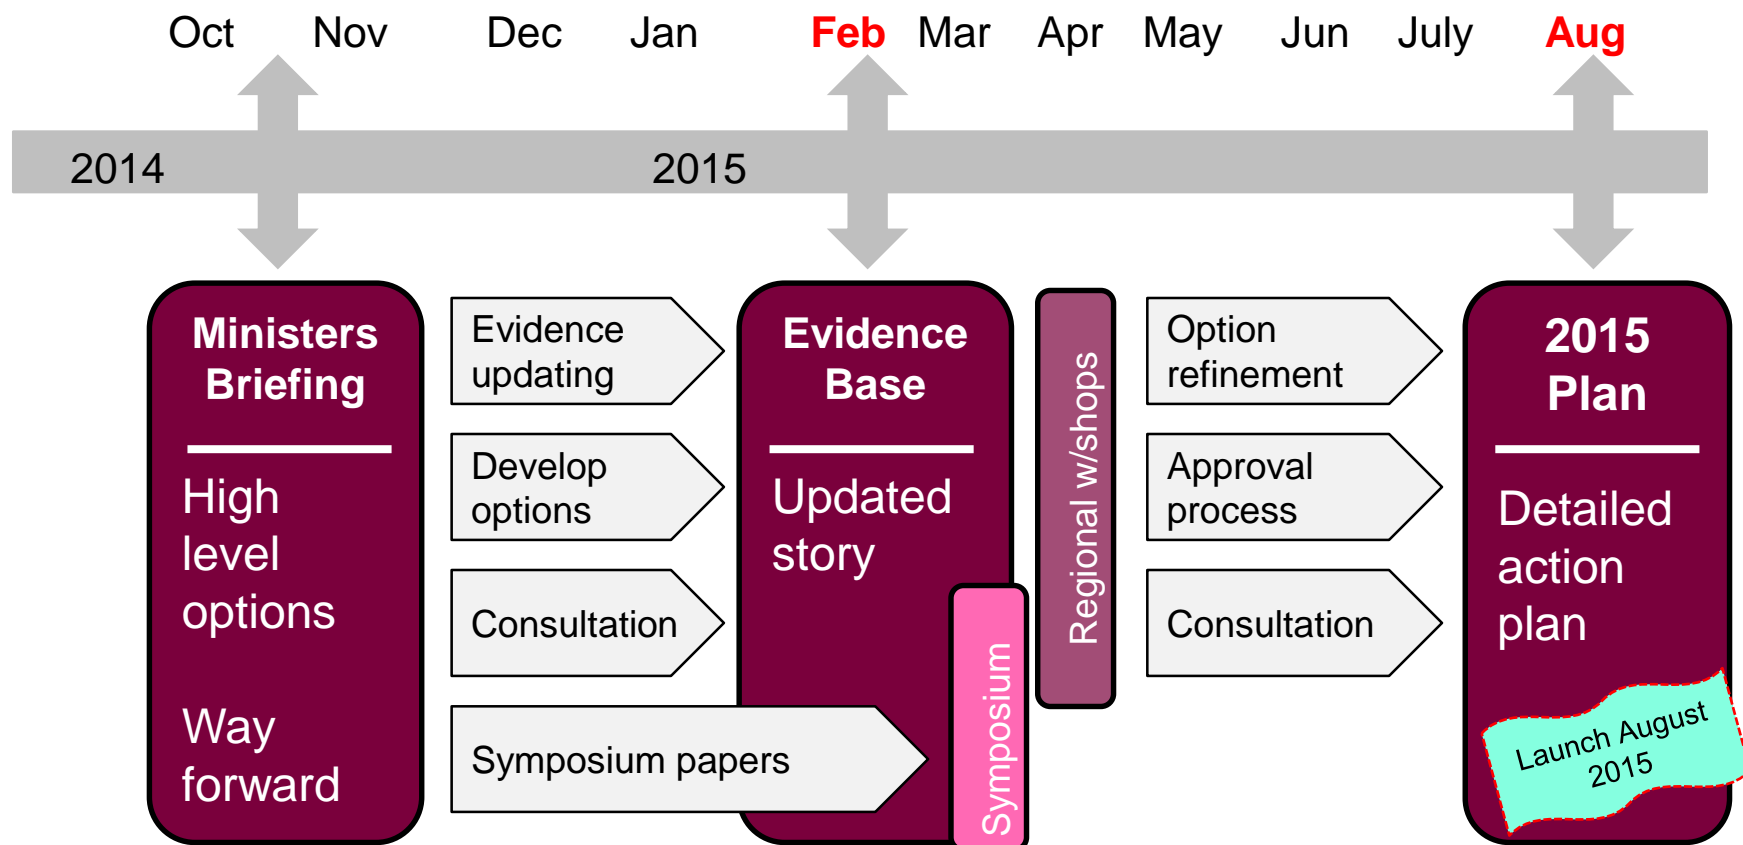 Oct Nov Dec Jan Feb Mar Apr May Jun July Aug
2014 2015
Ministers
Briefing
High
level
options
Way
forward
Evidence
updating
Develop
options
Consultation
Symposium papers
Evidence
Base
Updated
story
Symposium
Regional w/shops
Option
refinement
Approval
process
Consultation
2015
Plan
Detailed
action
plan
Launch August
2015